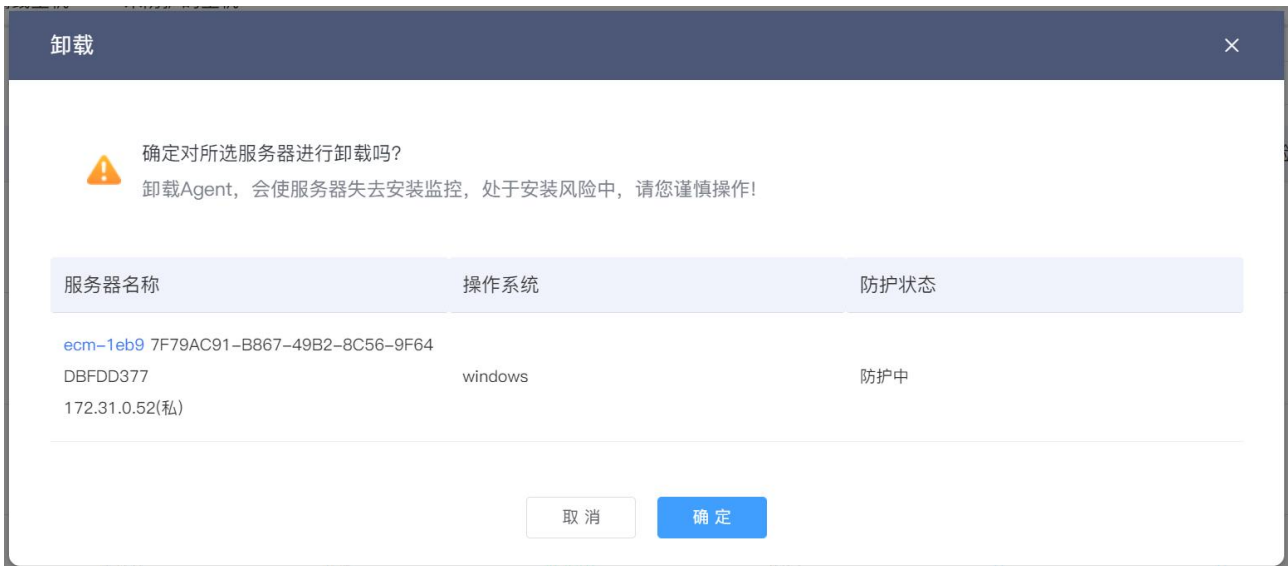 卸载
确定对所选服务器进行卸载吗?
卸载Agent，会使服务器失去安装监控，处于安装风险中，请您谨慎操作!
服务器名称 操作系统 防护状态
ecm-1eb9 7F79AC91-B867-49B2-8C56-9F64
DBFDD377 windows 防护中
172.31.0.52(私)
取消 确定